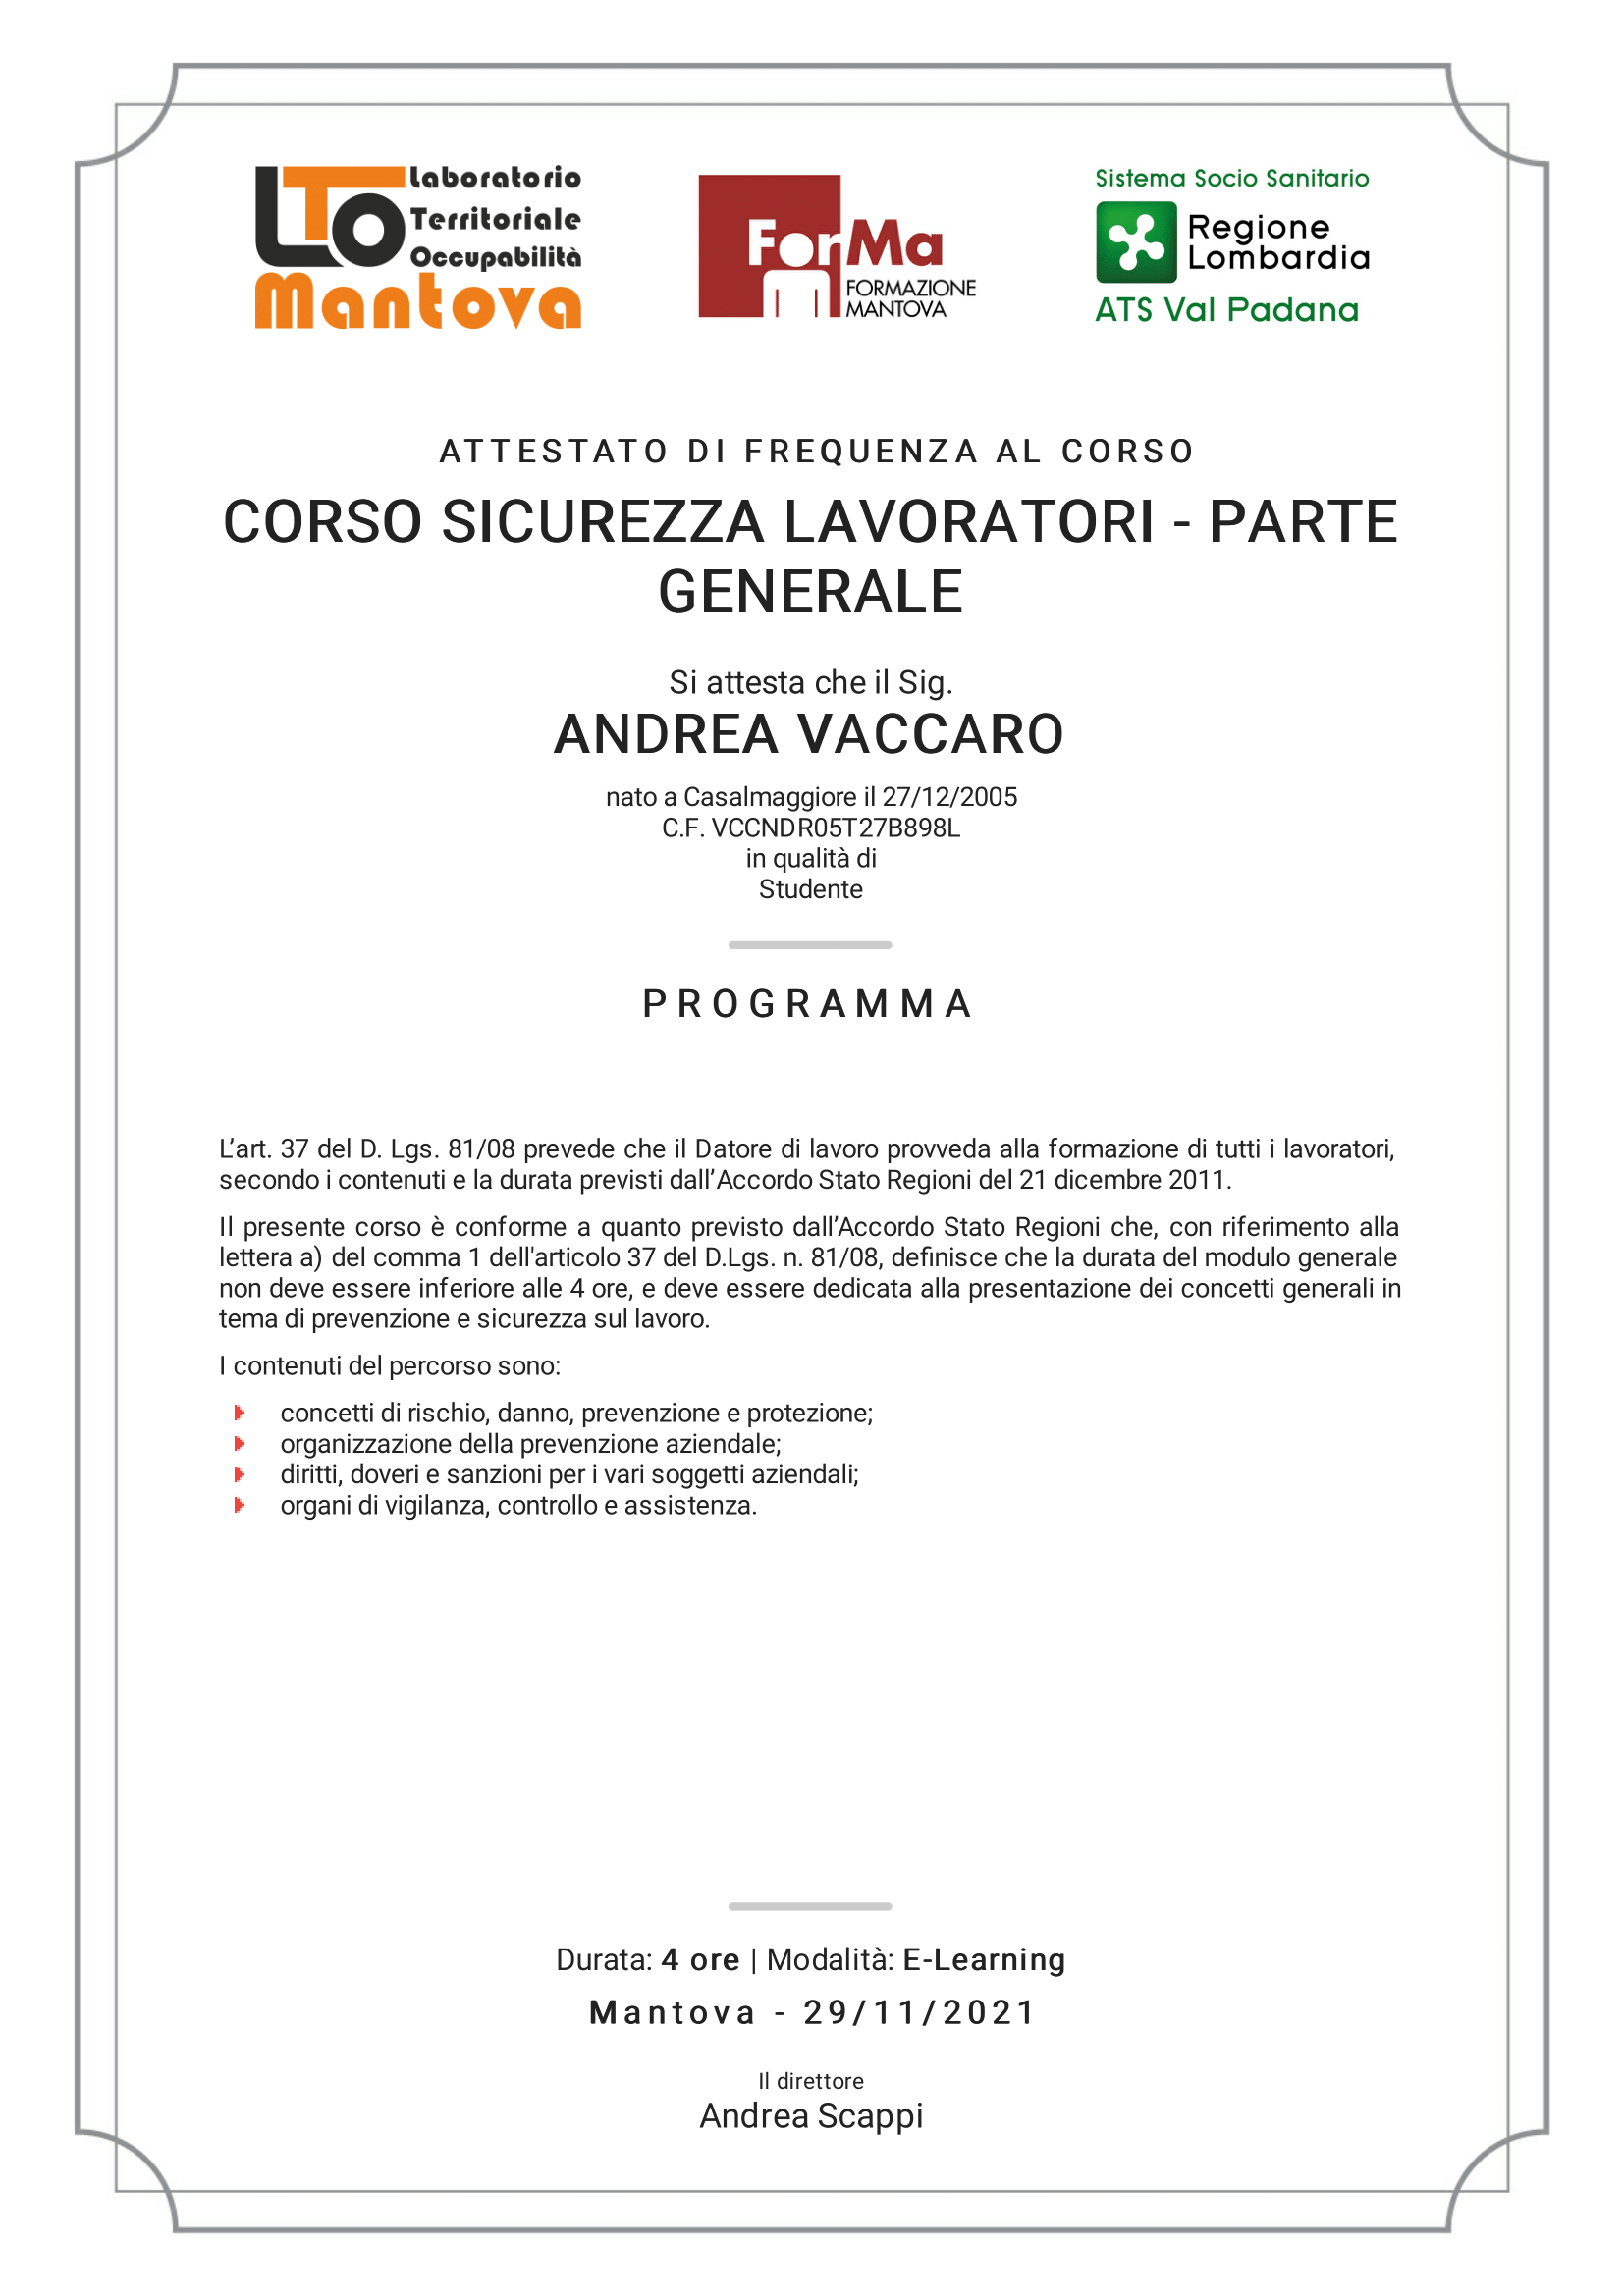 LTO
Laboratorio
Territoriale
Occupabilità
Mantova
ForMa
FORMAZIONE
MANTOVA
Sistema Socio Sanitario
Regione
Lombardia
ATS Val Padana
ATTESTATO DI FREQUENZA AL CORSO
CORSO SICUREZZA LAVORATORI - PARTE
GENERALE
Si attesta che il Sig.
ANDREA VACCARO
nato a Casalmaggiore il 27/12/2005
C.F. VCCNDR05T27B898L
in qualità di
Studente
PROGRAMMA
L’art. 37 del D. Lgs. 81/08 prevede che il Datore di lavoro provveda alla formazione di tutti i lavoratori,
secondo i contenuti e la durata previsti dall’Accordo Stato Regioni del 21 dicembre 2011.
Il presente corso è conforme a quanto previsto dall’Accordo Stato Regioni che, con riferimento alla
lettera a) del comma 1 dell'articolo 37 del D.Lgs. n. 81/08, definisce che la durata del modulo generale
non deve essere inferiore alle 4 ore, e deve essere dedicata alla presentazione dei concetti generali in
tema di prevenzione e sicurezza sul lavoro.
I contenuti del percorso sono:
concetti di rischio, danno, prevenzione e protezione;
organizzazione della prevenzione aziendale;
diritti, doveri e sanzioni per i vari soggetti aziendali;
organi di vigilanza, controllo e assistenza.
Durata: 4 ore | Modalità: E-Learning
Mantova - 29/11/2021
Il direttore
Andrea Scappi